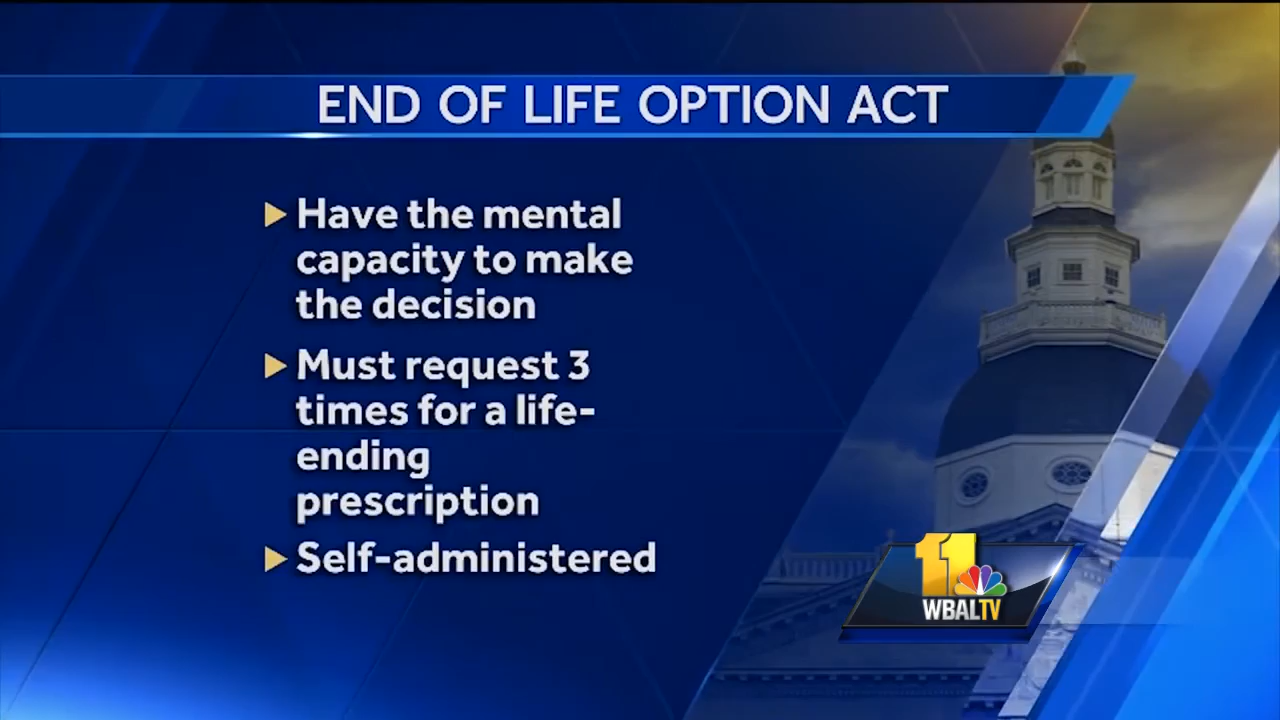 END OF LIFE OPTION ACT
Have the mental
capacity to make
the decision
Must request 3
times for a life-
ending
prescription
Self-administered
11
WBALTV